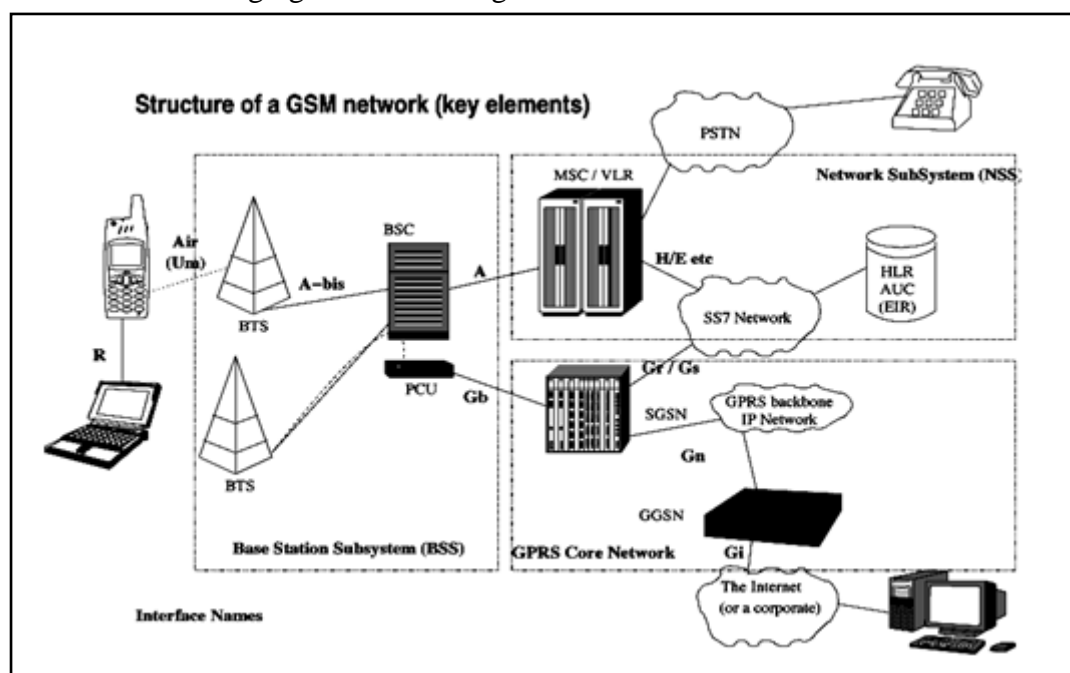 Structure of a GSM network (key elements)
PSTN
MSC / VLR
Network SubSystem (NSS)
BSC
Air
(Um)
A-bis
A
H/E etc
HLR
AUC
(EIR)
BTS
SS7 Network
R
PCU
Gb
Gr / Gs
SGSN
GPRS backbone
IP Network
Gn
BTS
GGSN
Base Station Subsystem (BSS)
GPRS Core Network
Gi
The Internet
(or a corporate)
Interface Names